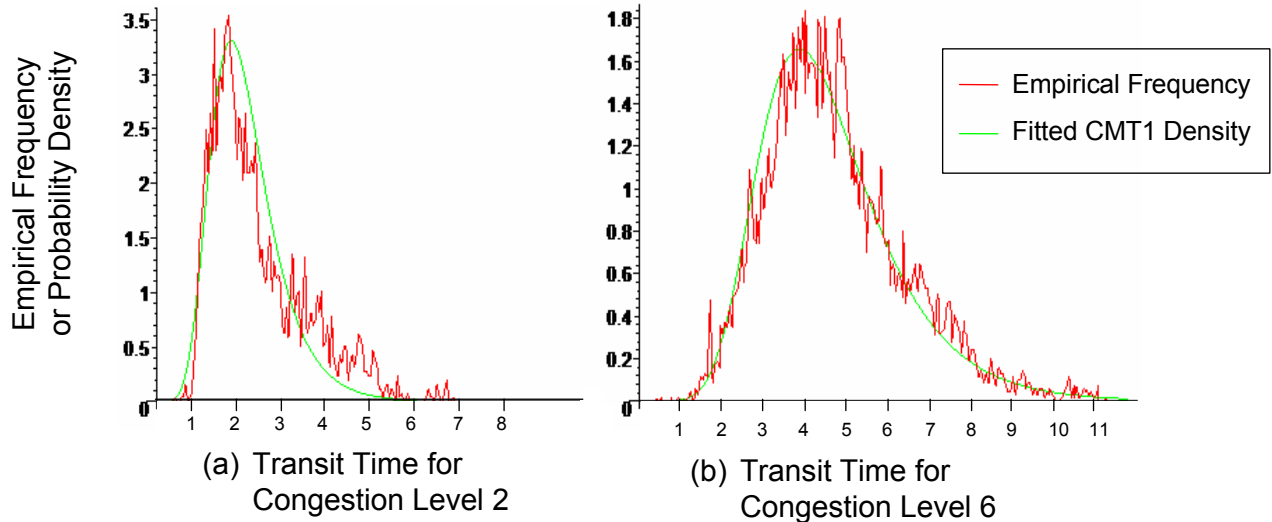 Empirical Frequency
or Probability Density
3.5
3
2.5
2
1.5
1
0.5
0
1 2 3 4 5 6 7 8
(a) Transit Time for
Congestion Level 2
1.8
1.6
1.4
1.2
1
0.8
0.6
0.4
0.2
0
1 2 3 4 5 6 7 8 9 10 11
(b) Transit Time for
Congestion Level 6
Empirical Frequency
Fitted CMT1 Density